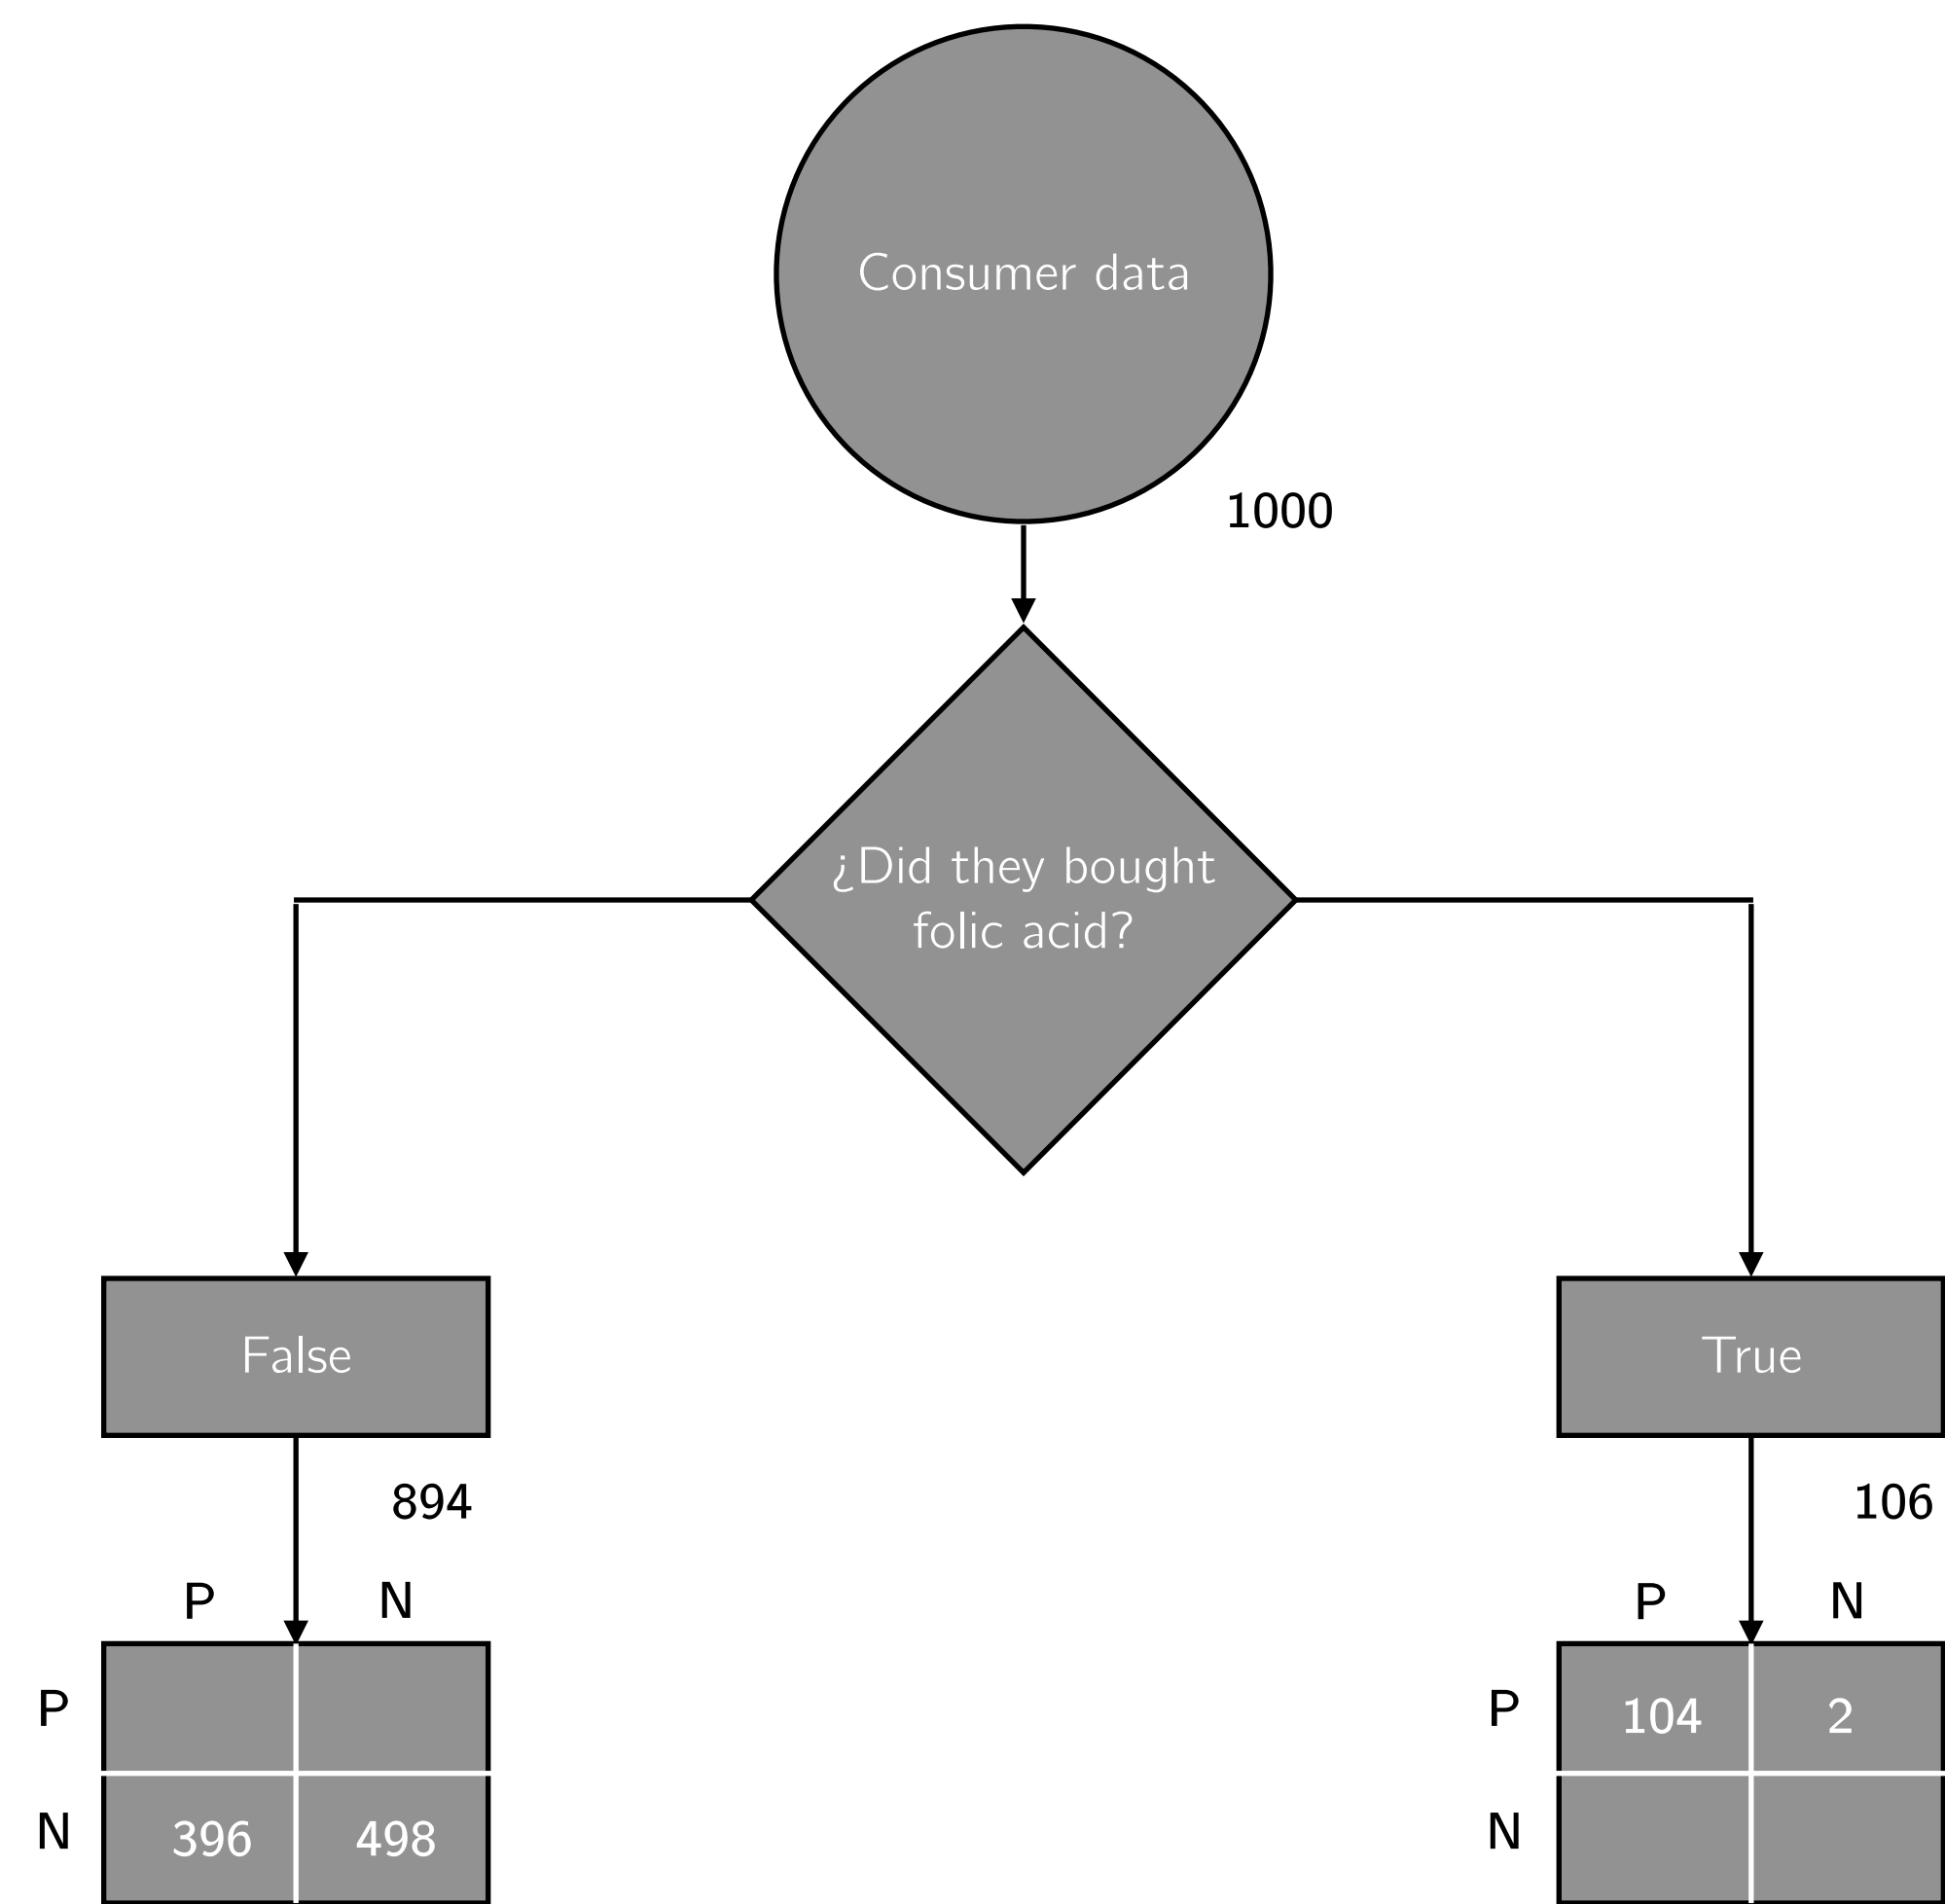 Consumer data
1000
¿Did they bought
folic acid?
False
True
894
106
P N
P N
P
P 104 2
N 396 498
N